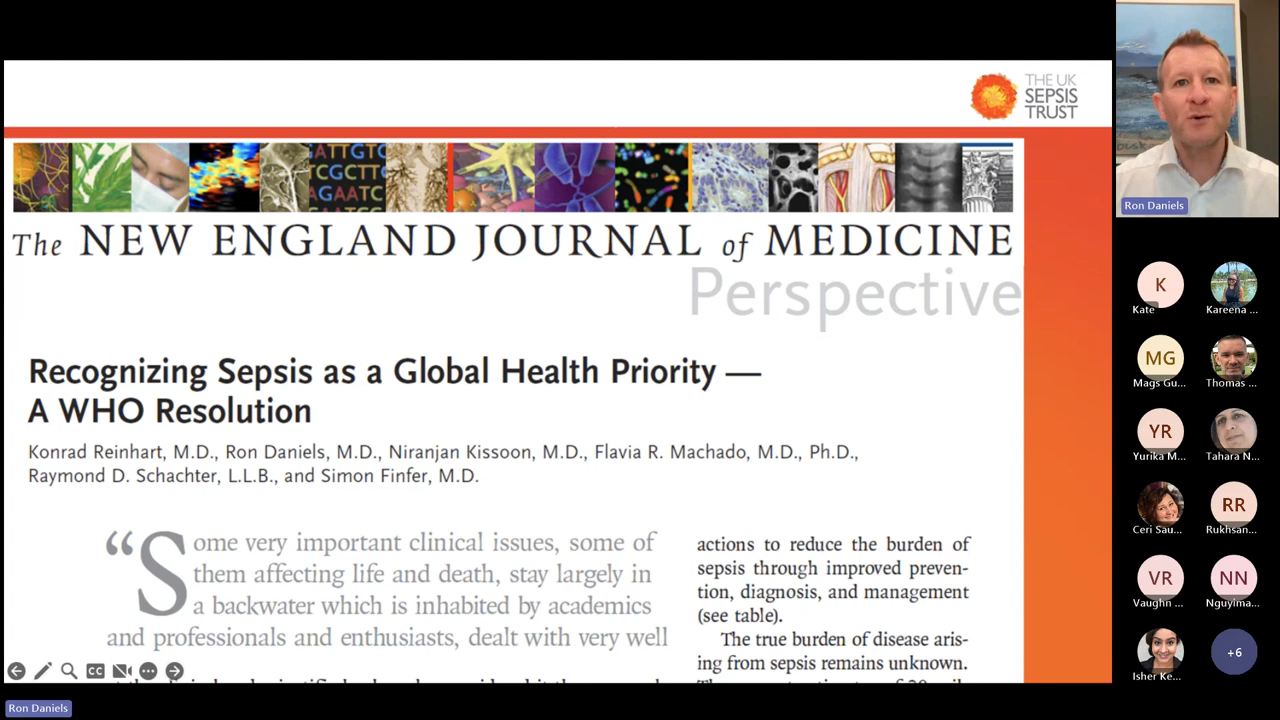 THE UK
SEPSIS
TRUST
ATTGTC
TCGCTT
AGAATC
The NEW ENGLAND JOURNAL of MEDICINE
Perspective
Recognizing Sepsis as a Global Health Priority —
A WHO Resolution
Konrad Reinhart, M.D., Ron Daniels, M.D., Niranjan Kissoon, M.D., Flavia R. Machado, M.D., Ph.D.,
Raymond D. Schachter, L.L.B., and Simon Finfer, M.D.
“Some very important clinical issues, some of
them affecting life and death, stay largely in
a backwater which is inhabited by academics
and professionals and enthusiasts, dealt with very well
actions to reduce the burden of
sepsis through improved preven-
tion, diagnosis, and management
(see table).
The true burden of disease aris-
ing from sepsis remains unknown.
CC
Ron Daniels
Ron Daniels
K
Kate
Kareena ...
MG
Mags Gu...
Thomas ...
YR
Yurika M...
Tahara N...
Ceri Sau...
RR
Rukhsan...
VR
Vaughn ...
NN
Nguyima...
Isher Ke...
+6